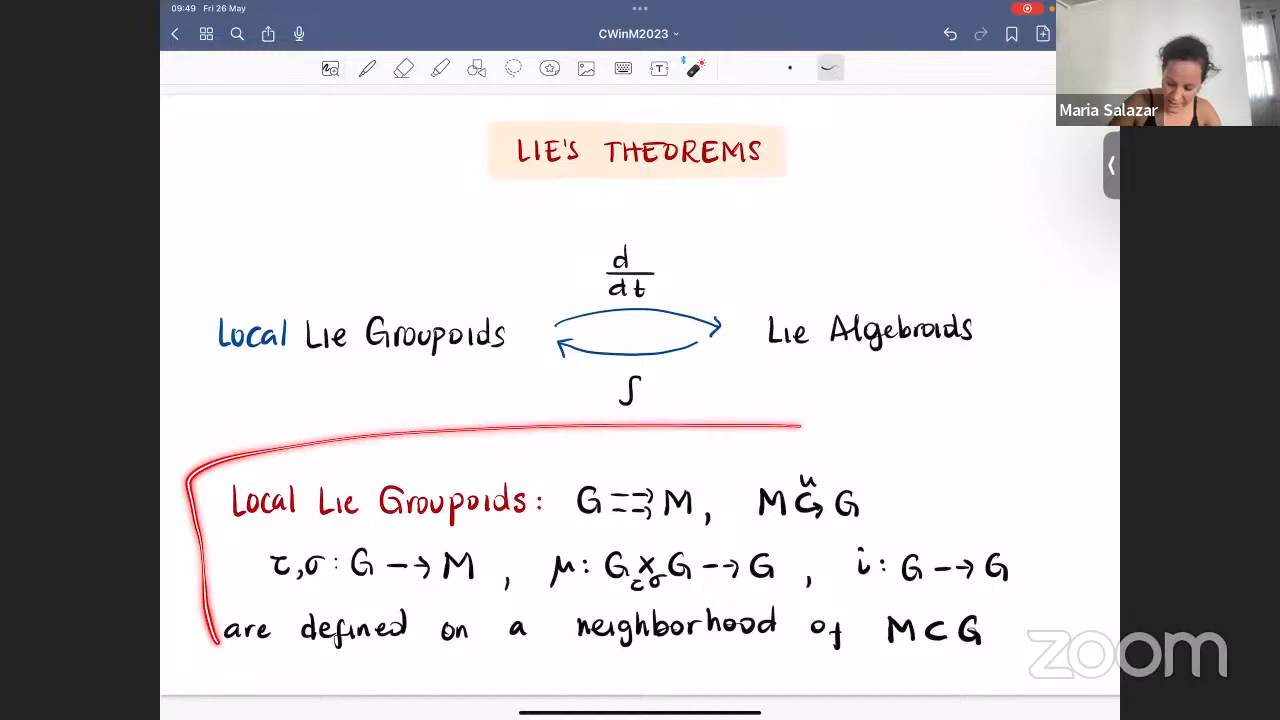 09:49 Fri 26 May
CWinM2023
Maria Salazar
LIE'S THEOREMS
d
dt
Local Lie Groupoids
Lie Algebroids
∫
Local Lie Groupoids: G ⇉ M, M ↪ G
u
τ, σ: G → M, μ: G ×τ σ G → G, i: G → G
are defined on a neighborhood of M ⊂ G
zoom